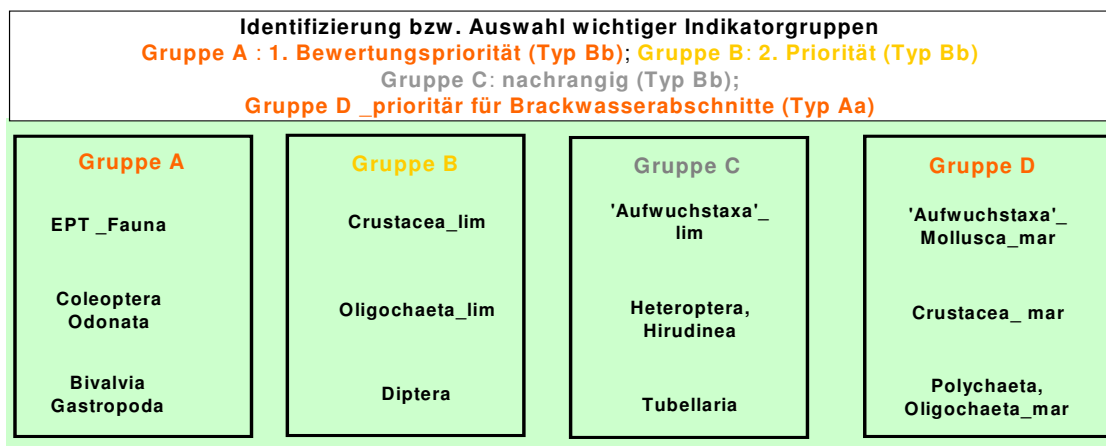 Identifizierung bzw. Auswahl wichtiger Indikatorgruppen
Gruppe A : 1. Bewertungspriorität (Typ Bb); Gruppe B: 2. Priorität (Typ Bb)
Gruppe C: nachrangig (Typ Bb);
Gruppe D _prioritär für Brackwasserabschnitte (Typ Aa)
Gruppe A
EPT _Fauna
Coleoptera
Odonata
Bivalvia
Gastropoda
Gruppe B
Crustacea_lim
Oligochaeta_lim
Diptera
Gruppe C
'Aufwuchstaxa'_
lim
Heteroptera,
Hirudinea
Tubellaria
Gruppe D
'Aufwuchstaxa'_
Mollusca_mar
Crustacea_ mar
Polychaeta,
Oligochaeta_mar